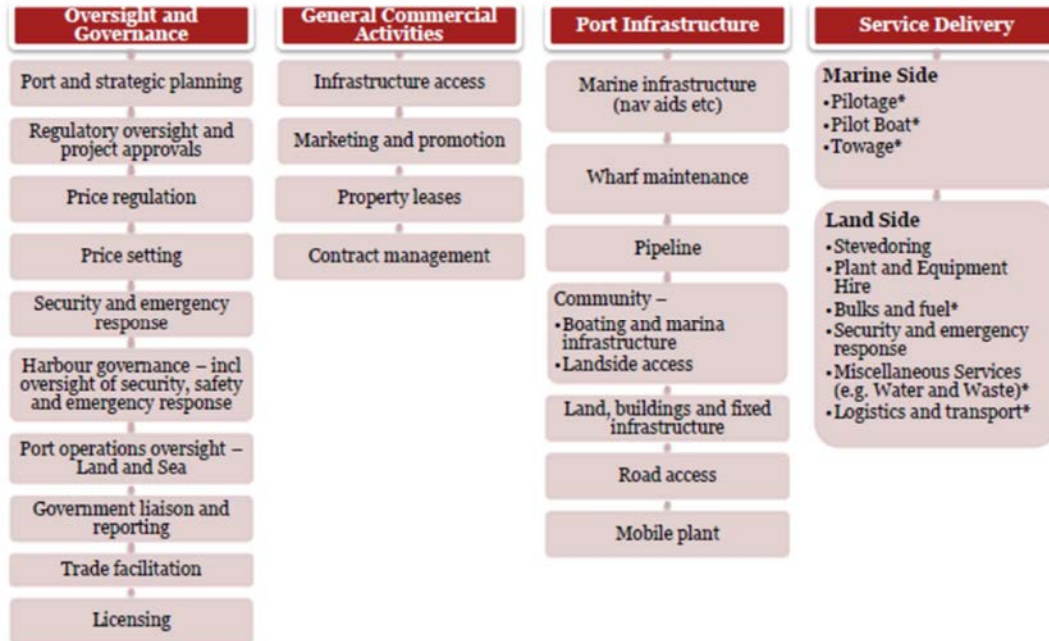 Oversight and
Governance
Port and strategic planning
Regulatory oversight and
project approvals
Price regulation
Price setting
Security and emergency
response
Harbour governance – incl
oversight of security, safety
and emergency response
Port operations oversight –
Land and Sea
Government liaison and
reporting
Trade facilitation
Licensing
General Commercial
Activities
Infrastructure access
Marketing and promotion
Property leases
Contract management
Port Infrastructure
Marine infrastructure
(nav aids etc)
Wharf maintenance
Pipeline
Community –
•Boating and marina
infrastructure
•Landside access
Land, buildings and fixed
infrastructure
Road access
Mobile plant
Service Delivery
Marine Side
•Pilotage*
•Pilot Boat*
•Towage*
Land Side
•Stevedoring
•Plant and Equipment
Hire
•Bulks and fuel*
•Security and emergency
response
•Miscellaneous Services
(e.g. Water and Waste)*
•Logistics and transport*